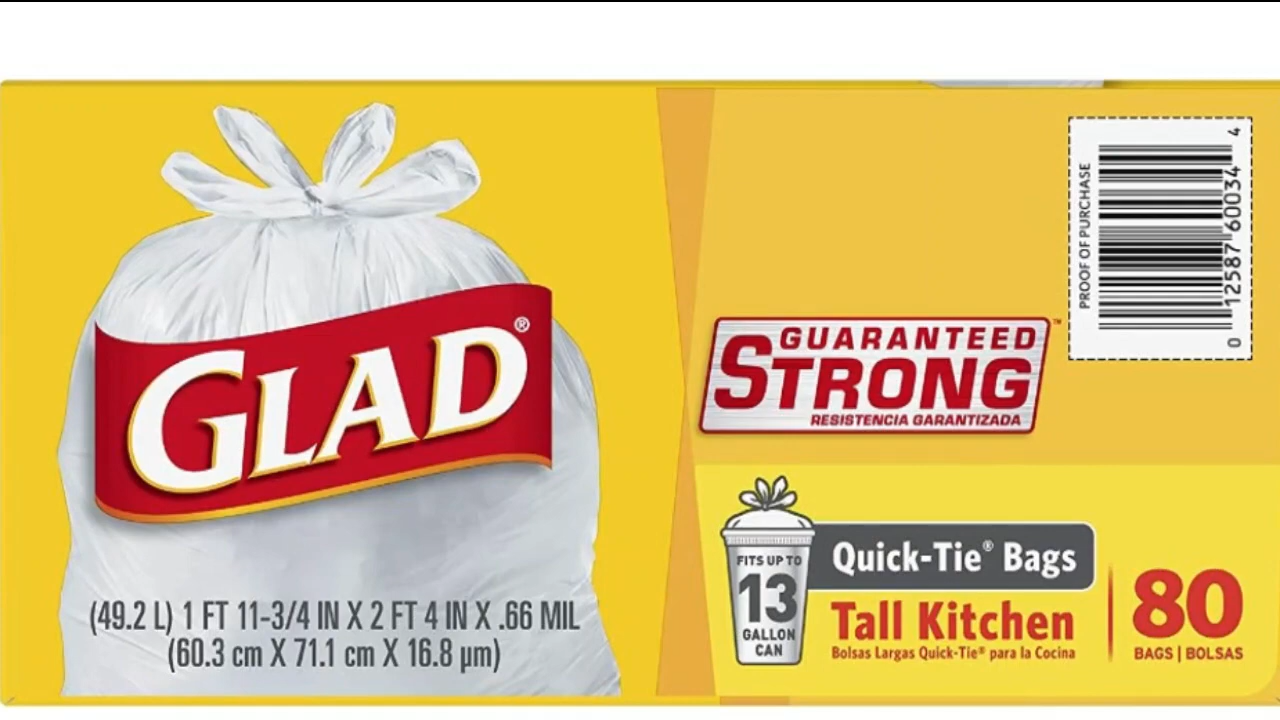 GLAD®
(49.2 L) 1 FT 11-3/4 IN X 2 FT 4 IN X .66 MIL
(60.3 cm X 71.1 cm X 16.8 µm)
PROOF OF PURCHASE
0 12587 60034 4
GUARANTEED
STRONG™
RESISTENCIA GARANTIZADA
FITS UP TO
13
GALLON
CAN
Quick-Tie® Bags
Tall Kitchen
Bolsas Largas Quick-Tie® para la Cocina
80
BAGS | BOLSAS